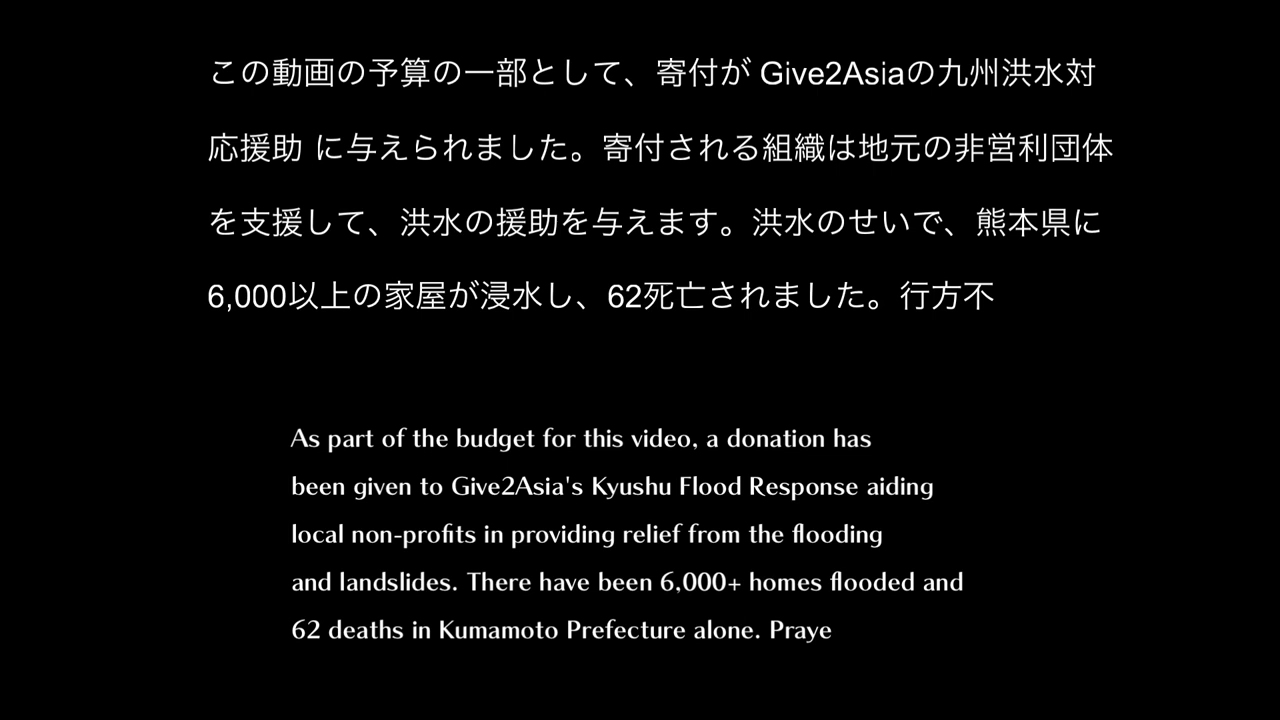 この動画の予算の一部として、寄付が Give2Asiaの九州洪水対
応援助 に与えられました。寄付される組織は地元の非営利団体
を支援して、洪水の援助を与えます。洪水のせいで、熊本県に
6,000以上の家屋が浸水し、62死亡されました。行方不
As part of the budget for this video, a donation has
been given to Give2Asia's Kyushu Flood Response aiding
local non-profits in providing relief from the flooding
and landslides. There have been 6,000+ homes flooded and
62 deaths in Kumamoto Prefecture alone. Praye